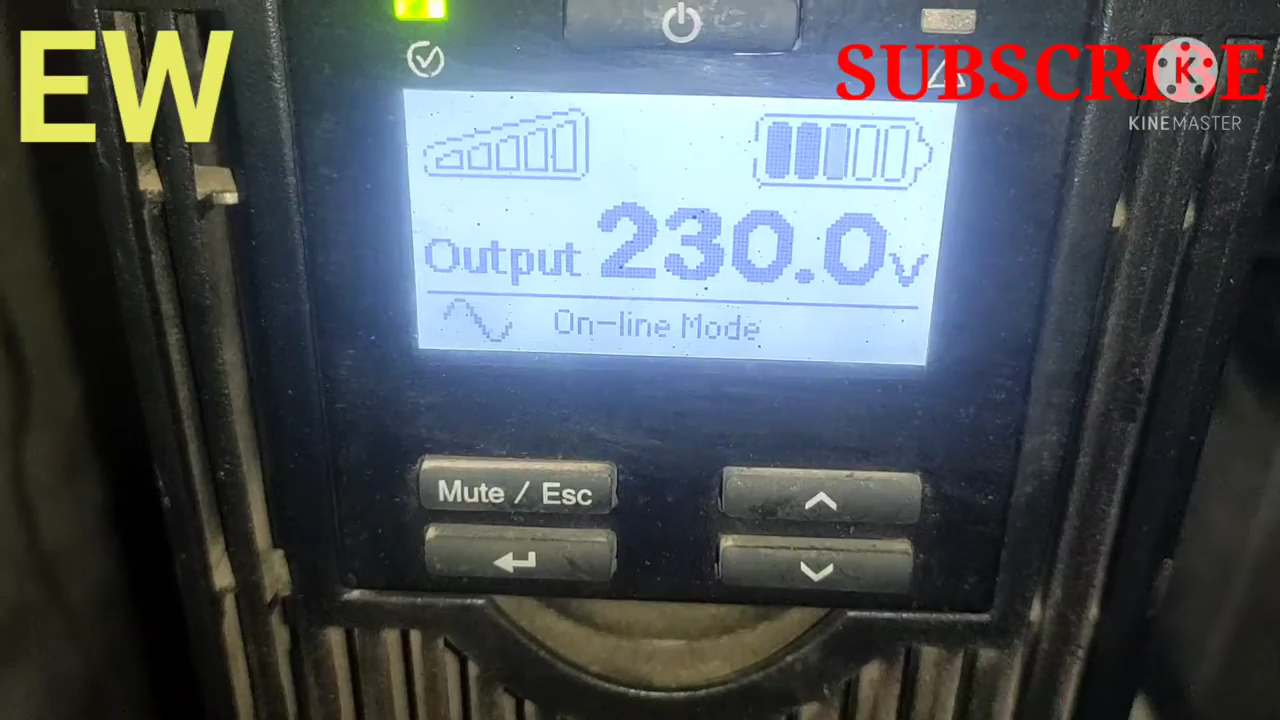 EW
SUBSCRIBE
KINEMASTER
Output 230.0v
On-line Mode
Mute / Esc